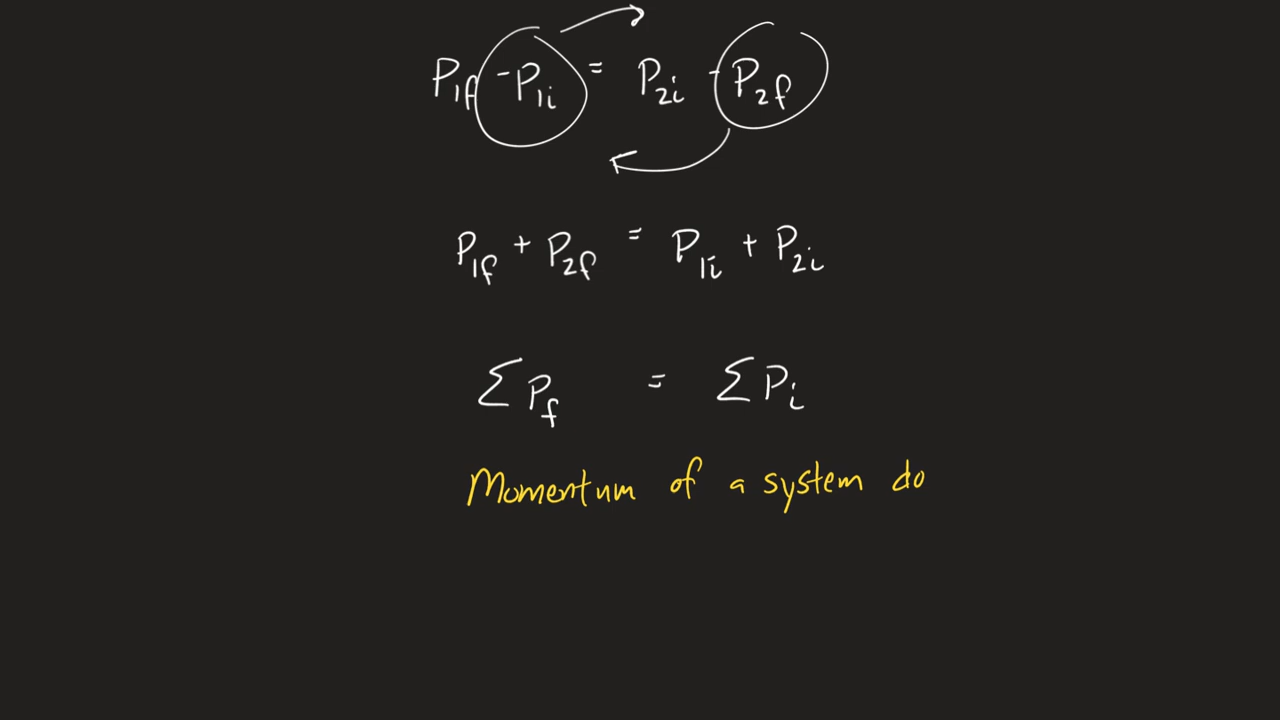 P1f -P1i = P2i -P2f
P1f + P2f = P1i + P2i
ΣPf = ΣPi
Momentum of a system do